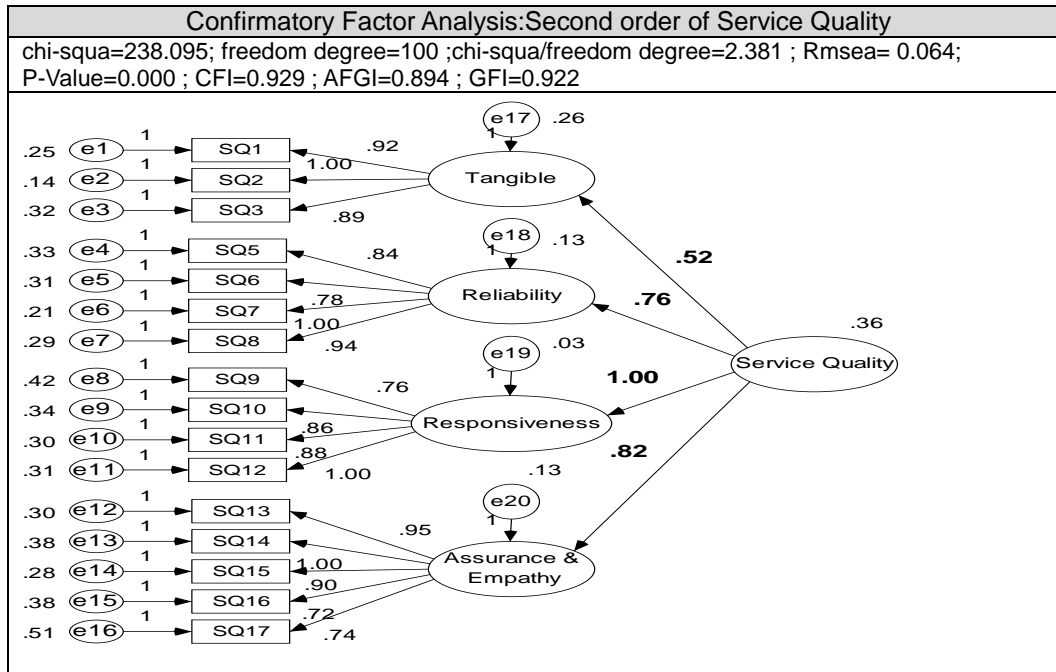 Confirmatory Factor Analysis:Second order of Service Quality
chi-squa=238.095; freedom degree=100 ;chi-squa/freedom degree=2.381 ; Rmsea= 0.064;
P-Value=0.000 ; CFI=0.929 ; AFGI=0.894 ; GFI=0.922
e17 .26
1
.25 e1 1 SQ1 .92
.14 e2 1 SQ2 1.00 Tangible
.32 e3 1 SQ3 .89
e18 .13
1
.33 e4 1 SQ5 .84
.52
.31 e5 1 SQ6 Reliability
.21 e6 1 SQ7 .78 .76
.29 e7 1 SQ8 1.00
.94
.36
e19 .03
1
Service Quality
.42 e8 1 SQ9 .76 1.00
.34 e9 1 SQ10
.30 e10 1 SQ11 .86 Responsiveness
.31 e11 1 SQ12 .88
1.00
.82
.13
e20
1
.30 e12 1 SQ13 .95
.38 e13 1 SQ14
.28 e14 1 SQ15 1.00 Assurance &
Empathy
.38 e15 1 SQ16 .90
.51 e16 1 SQ17 .72
.74